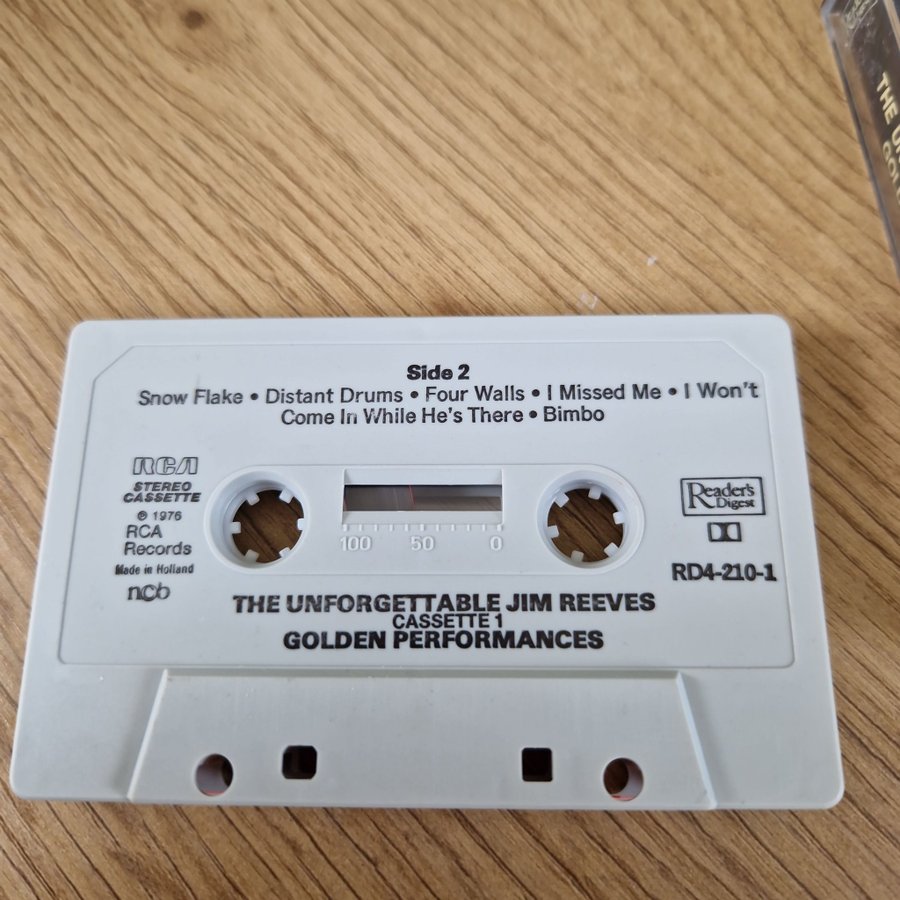 Side 2
Snow Flake • Distant Drums • Four Walls • I Missed Me • I Won't
Come In While He's There • Bimbo
RCA
STEREO
CASSETTE
℗ 1976
RCA
Records
Made in Holland
ncb
100 50 0
Reader's
Digest
RD4-210-1
THE UNFORGETTABLE JIM REEVES
CASSETTE 1
GOLDEN PERFORMANCES
THE